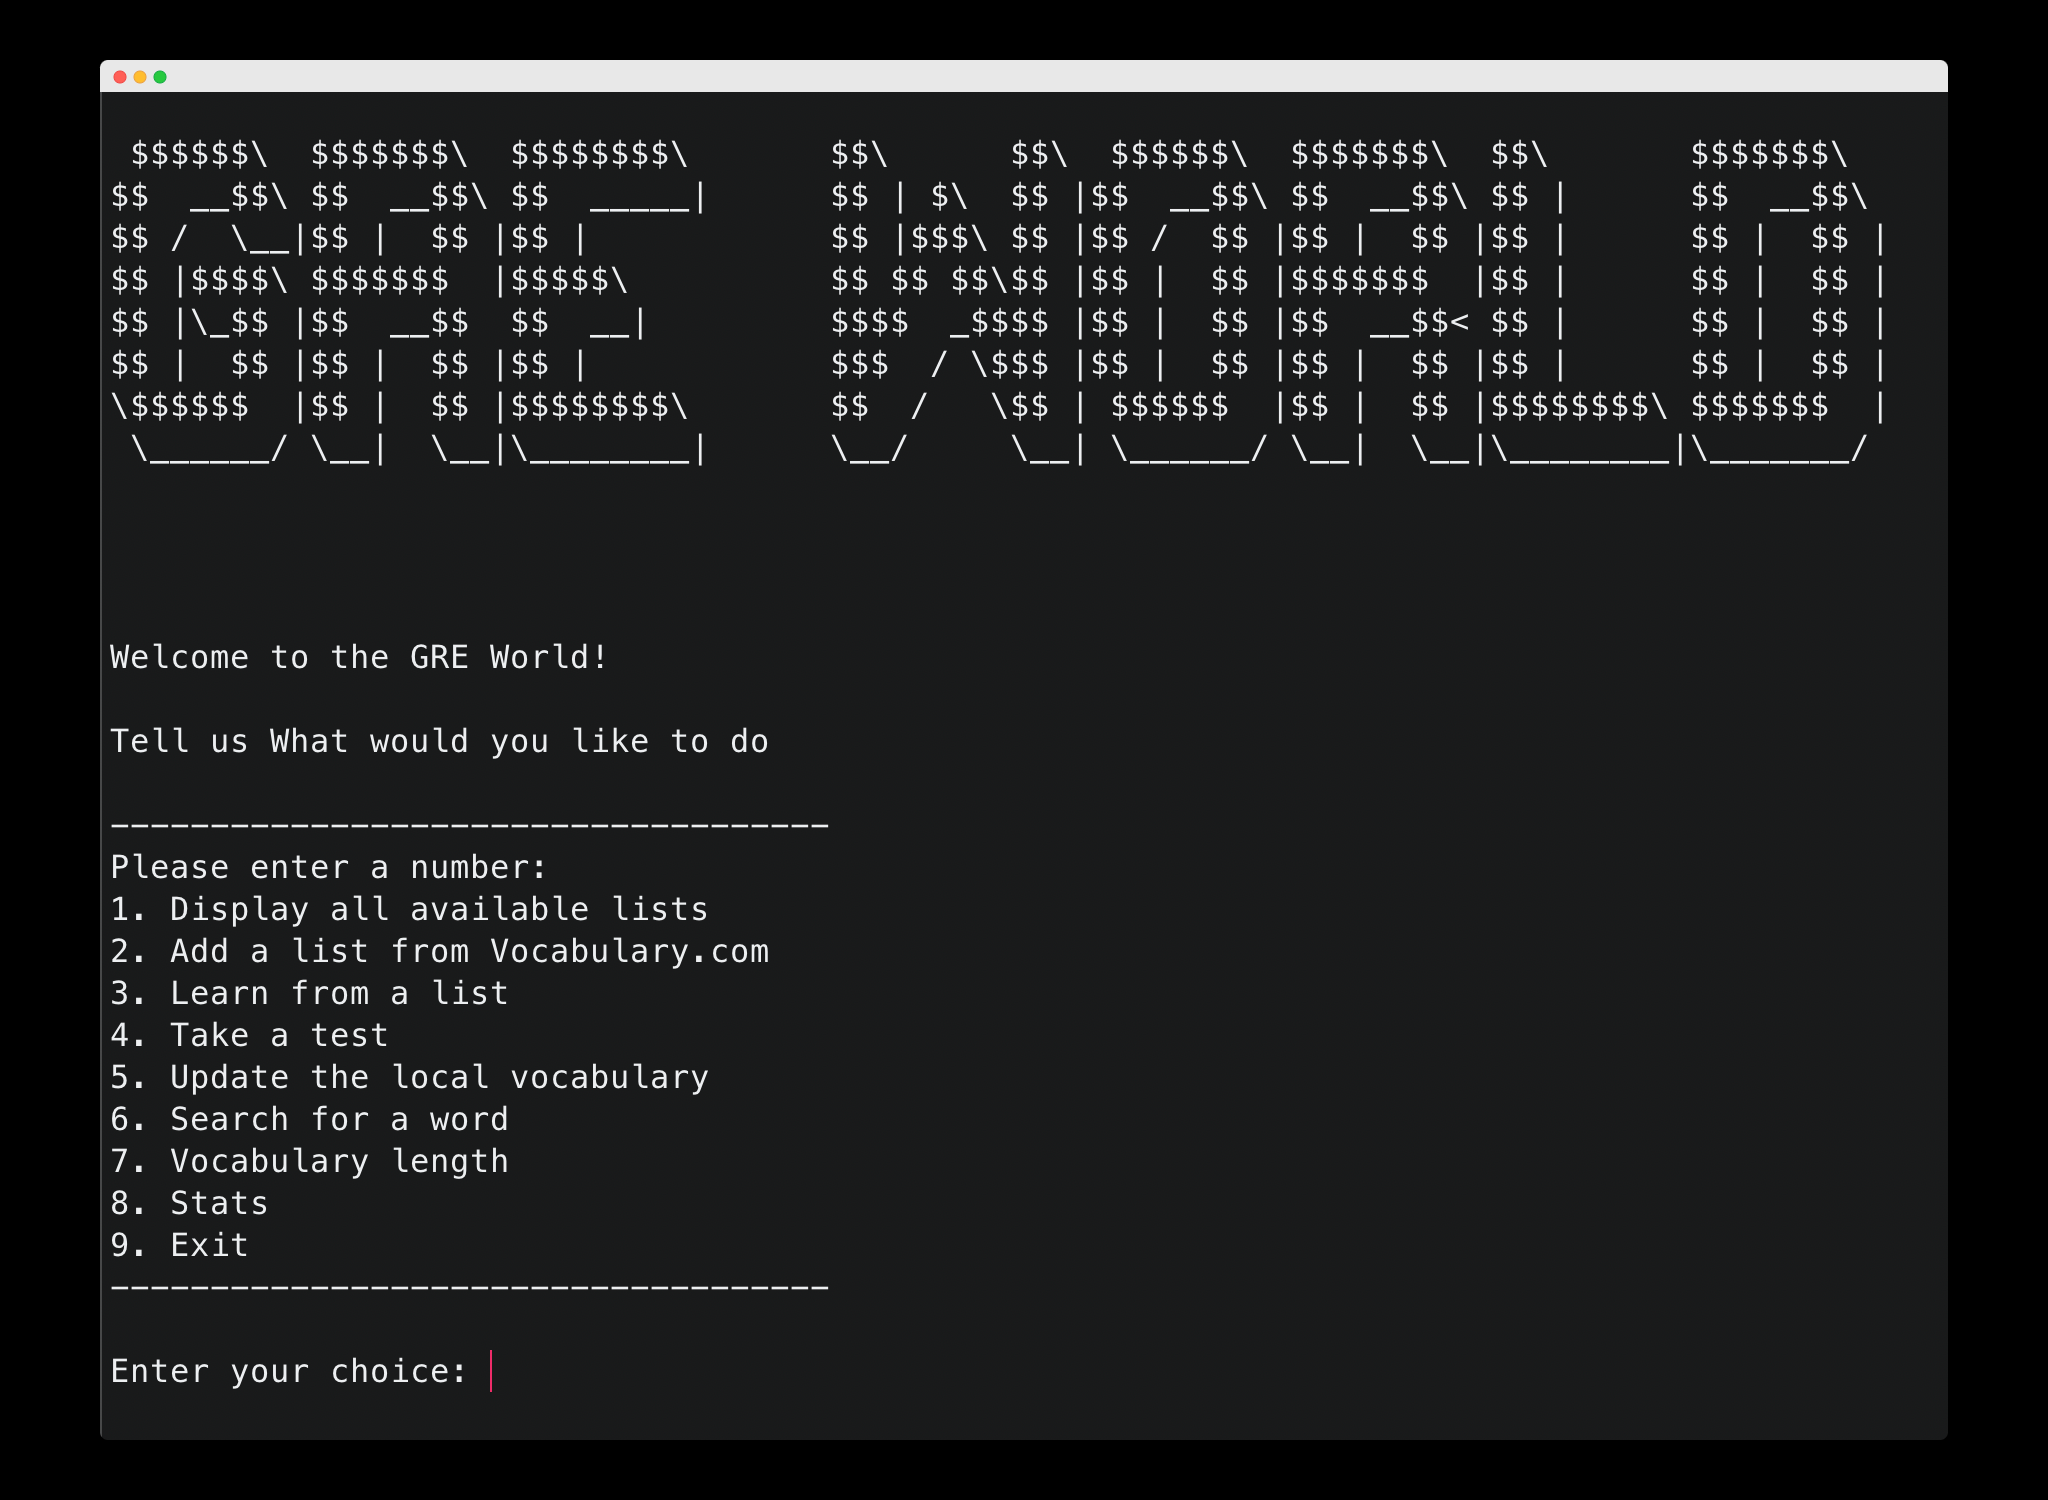 $$$$$$\  $$$$$$$\  $$$$$$$$\       $$\      $$\  $$$$$$\  $$$$$$$\  $$\       $$$$$$$\
$$  __$$\ $$  __$$\ $$  _____|      $$ | $\  $$ |$$  __$$\ $$  __$$\ $$ |      $$  __$$\
$$ /  \__|$$ |  $$ |$$ |            $$ |$$$\ $$ |$$ /  $$ |$$ |  $$ |$$ |      $$ |  $$ |
$$ |$$$$\ $$$$$$$  |$$$$$\          $$ $$ $$\$$ |$$ |  $$ |$$$$$$$  |$$ |      $$ |  $$ |
$$ |\_$$ |$$  __$$  $$  __|         $$$$  _$$$$ |$$ |  $$ |$$  __$$< $$ |      $$ |  $$ |
$$ |  $$ |$$ |  $$ |$$ |            $$$  / \$$$ |$$ |  $$ |$$ |  $$ |$$ |      $$ |  $$ |
\$$$$$$  |$$ |  $$ |$$$$$$$$\       $$  /   \$$ | $$$$$$  |$$ |  $$ |$$$$$$$$\ $$$$$$$  |
 \______/ \__|  \__|\________|      \__/     \__| \______/ \__|  \__|\________|\_______/
Welcome to the GRE World!
Tell us What would you like to do
------------------------------------
Please enter a number:
1. Display all available lists
2. Add a list from Vocabulary.com
3. Learn from a list
4. Take a test
5. Update the local vocabulary
6. Search for a word
7. Vocabulary length
8. Stats
9. Exit
------------------------------------
Enter your choice: